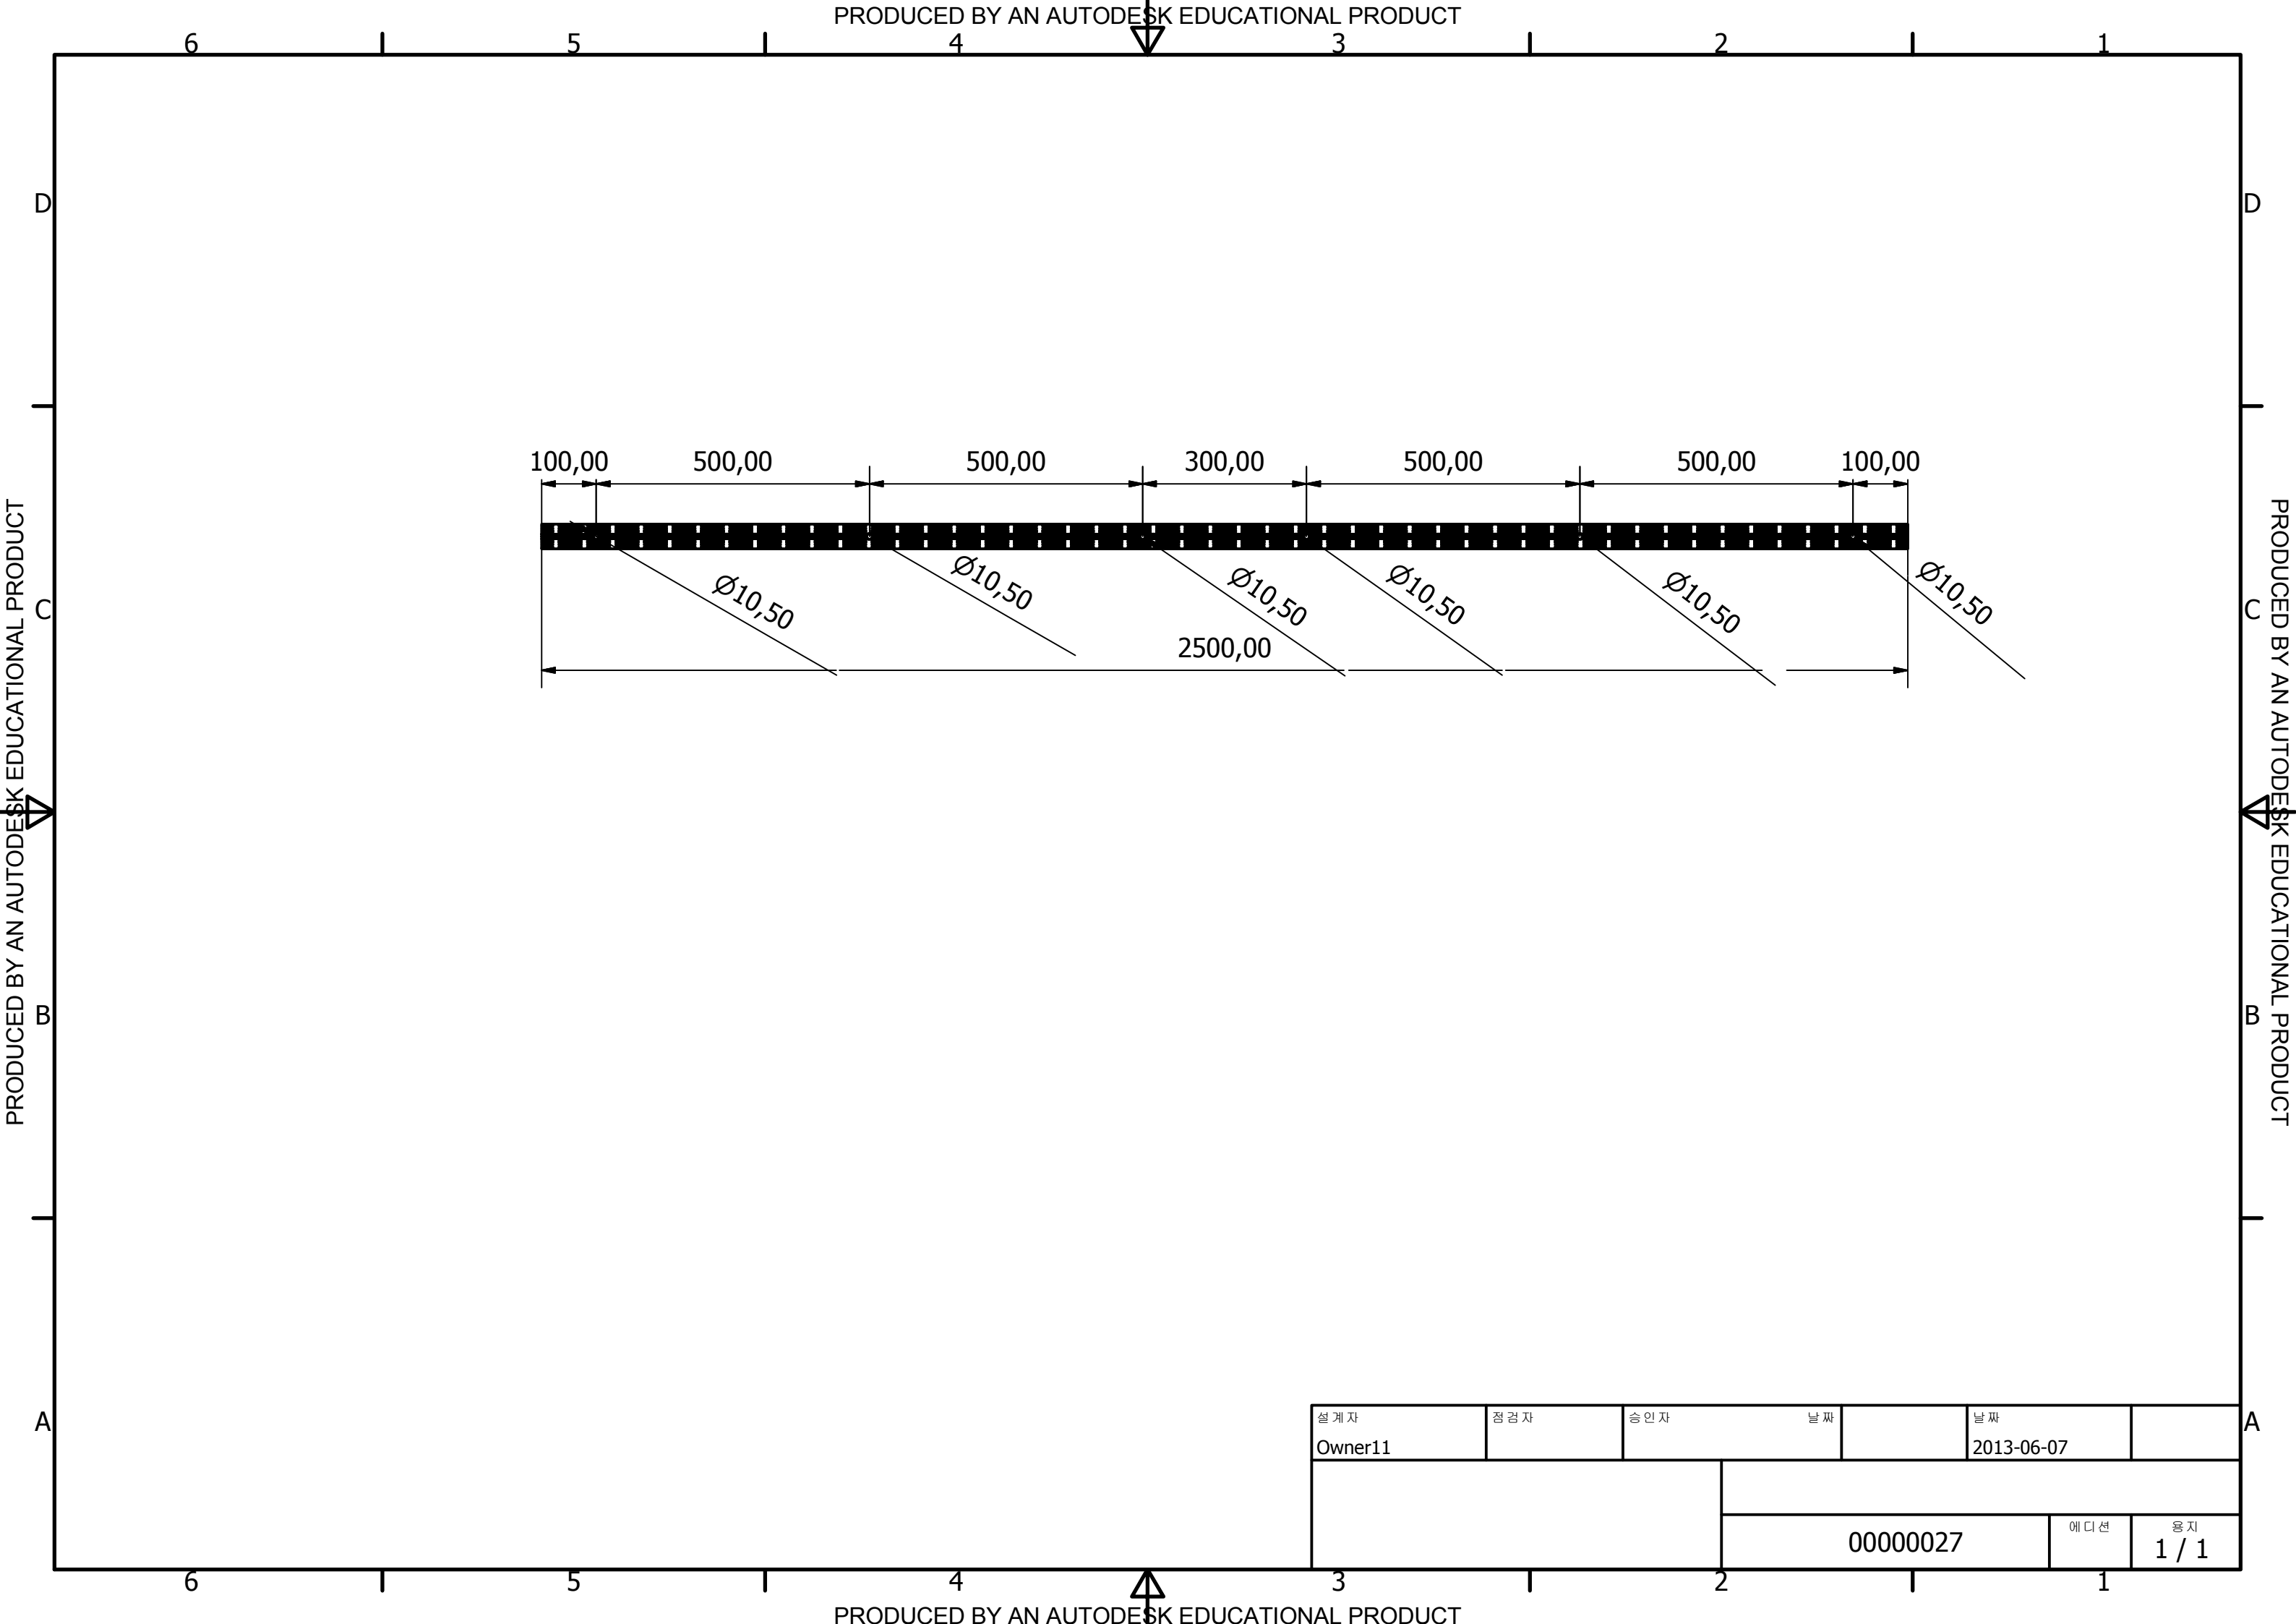 PRODUCED BY AN AUTODESK EDUCATIONAL PRODUCT
6 5 4 3 2 1
D D
100,00 500,00 500,00 300,00 500,00 500,00 100,00
Ø10,50 Ø10,50 Ø10,50 Ø10,50 Ø10,50 Ø10,50
C C
2500,00
PRODUCED BY AN AUTODESK EDUCATIONAL PRODUCT
PRODUCED BY AN AUTODESK EDUCATIONAL PRODUCT
B B
A A
설계자 점검자 승인자 날짜 날짜
Owner11 2013-06-07
에디션 용지
00000027 1 / 1
6 5 4 3 2 1
PRODUCED BY AN AUTODESK EDUCATIONAL PRODUCT